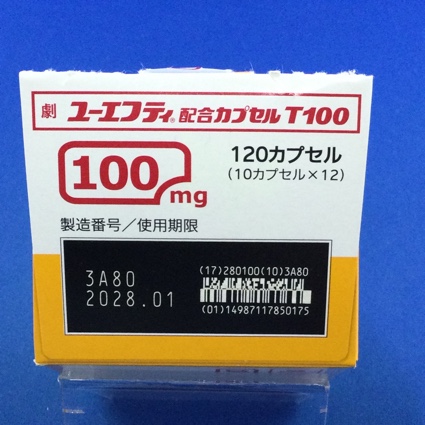 劇 ユーエフティ® 配合カプセル T100
100mg
120カプセル
(10カプセル×12)
製造番号/使用期限
3A80
2028.01
(17)280100(10)3A80
(01)14987117850175